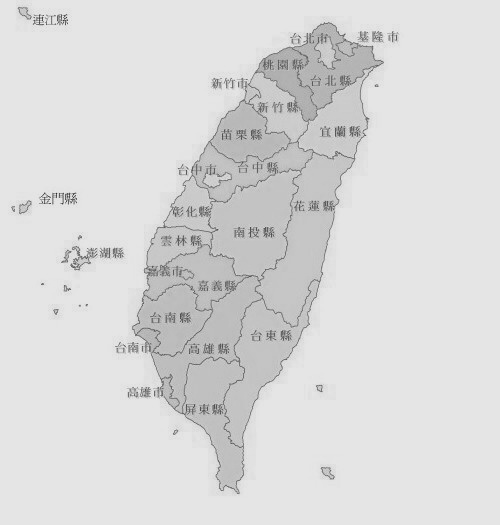 連江縣
台北市
基隆市
桃園縣
台北縣
新竹市
新竹縣
宜蘭縣
苗栗縣
台中市
台中縣
金門縣
彰化縣
花蓮縣
南投縣
雲林縣
澎湖縣
嘉義市
嘉義縣
台南縣
台東縣
台南市
高雄縣
高雄市
屏東縣